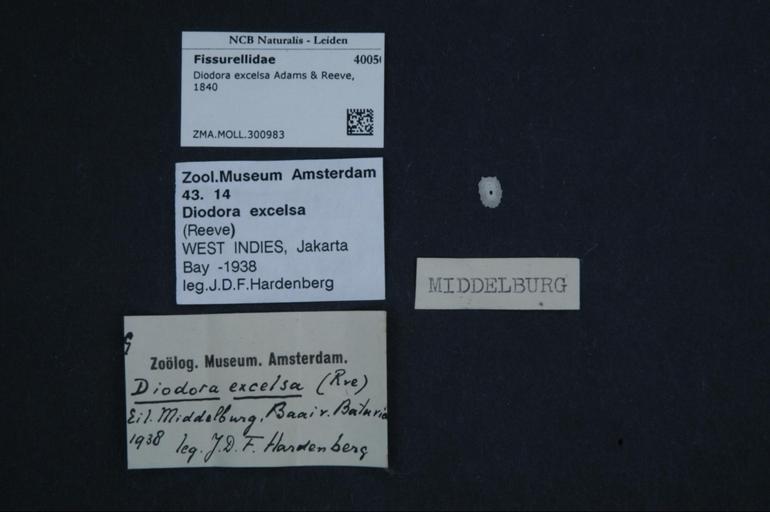 NCB Naturalis - Leiden
Fissurellidae 4005
Diodora excelsa Adams & Reeve,
1840
ZMA.MOLL.300983
Zool.Museum Amsterdam
43. 14
Diodora excelsa
(Reeve)
WEST INDIES, Jakarta
Bay -1938
leg.J.D.F.Hardenberg
MIDDELBURG
Zoölog. Museum. Amsterdam.
Diodora excelsa (Rve)
Eil. Middelburg, Baai v. Batavia
1938 leg. J.D.F. Hardenberg